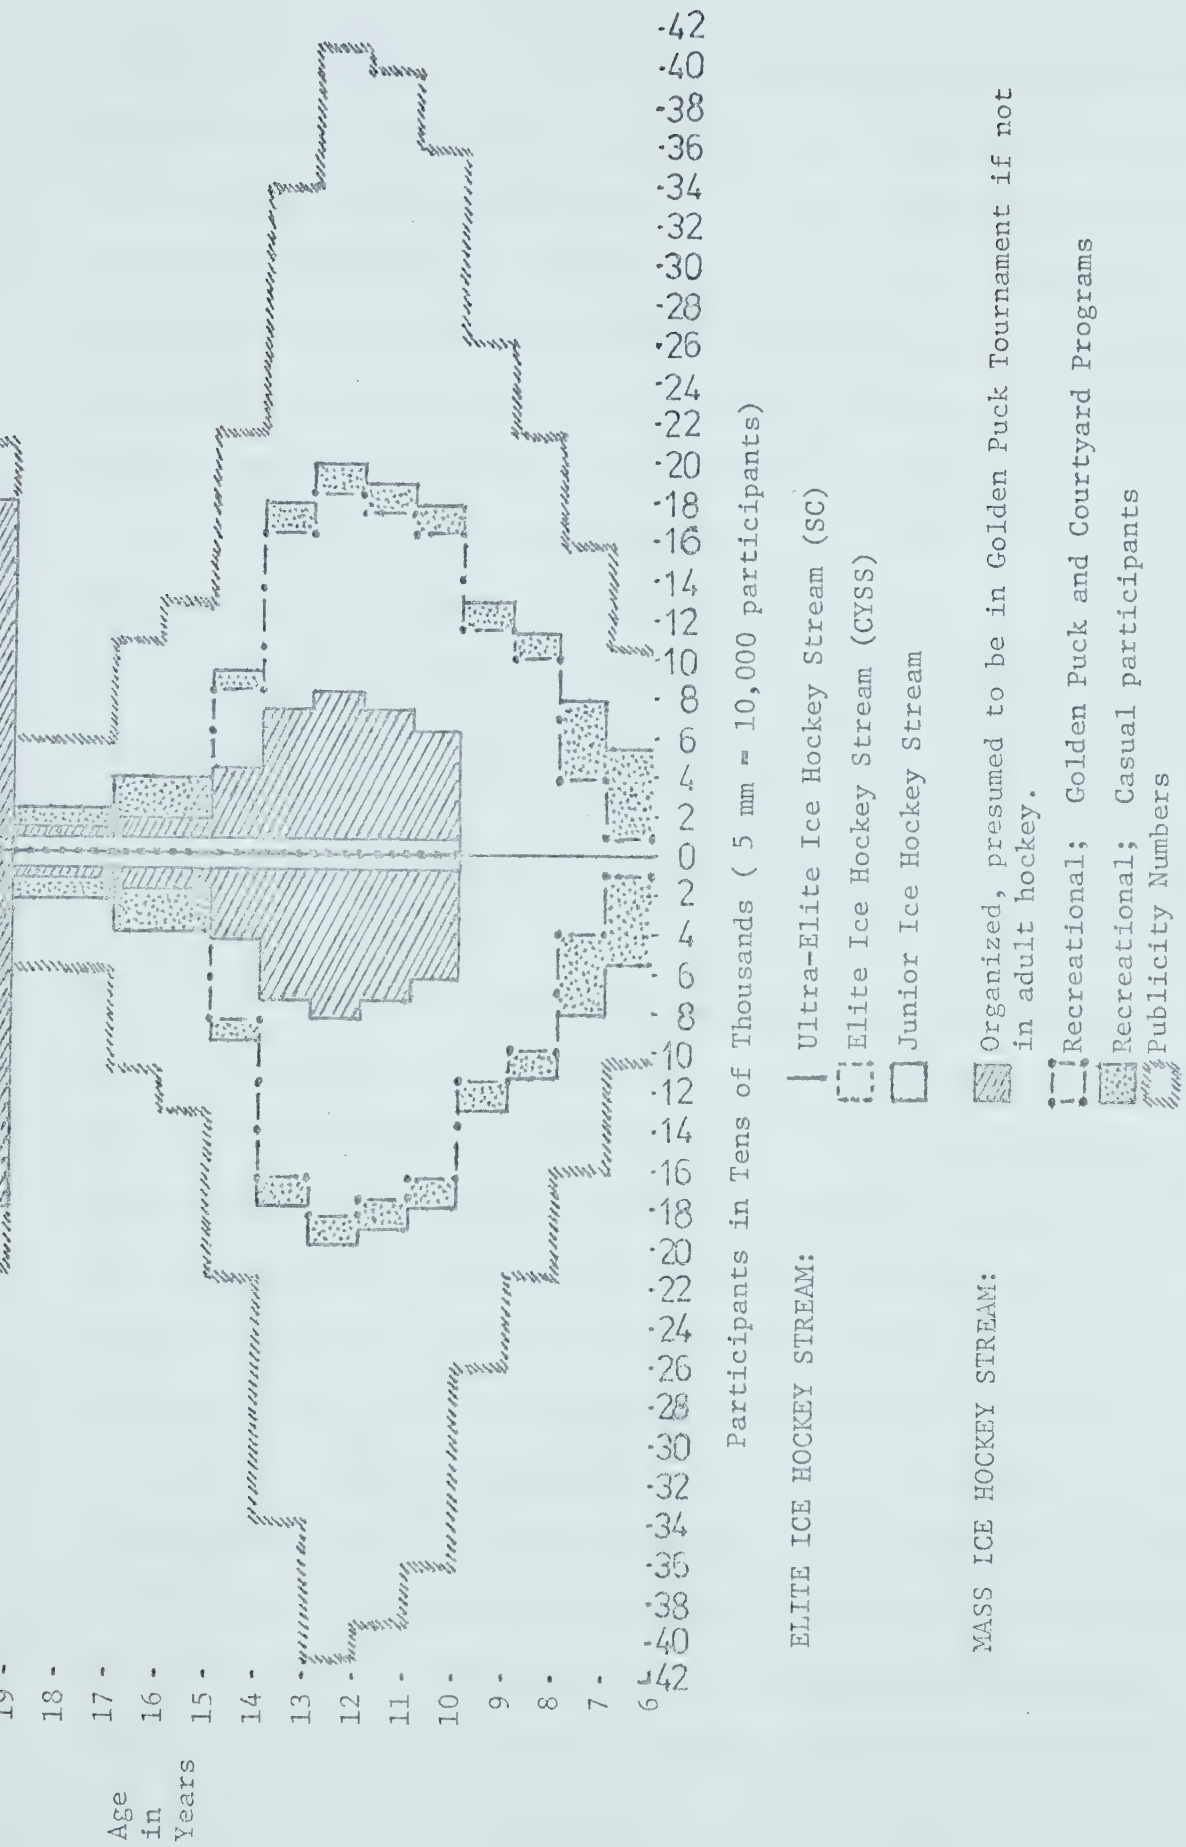 Age
in
Years
19 -
18 -
17 -
16 -
15 -
14 -
13 -
12 -
11 -
10 -
9 -
8 -
7 -
6
42 40 38 36 34 32 30 28 26 24 22 20 18 16 14 12 10 8 6 4 2 0 2 4 6 8 10 12 14 16 18 20 22 24 26 28 30 32 34 36 38 40 42
Participants in Tens of Thousands ( 5 mm = 10,000 participants)
ELITE ICE HOCKEY STREAM:
Ultra-Elite Ice Hockey Stream (SC)
Elite Ice Hockey Stream (CYSS)
Junior Ice Hockey Stream
MASS ICE HOCKEY STREAM:
Organized, presumed to be in Golden Puck Tournament if not
in adult hockey.
Recreational; Golden Puck and Courtyard Programs
Recreational; Casual participants
Publicity Numbers